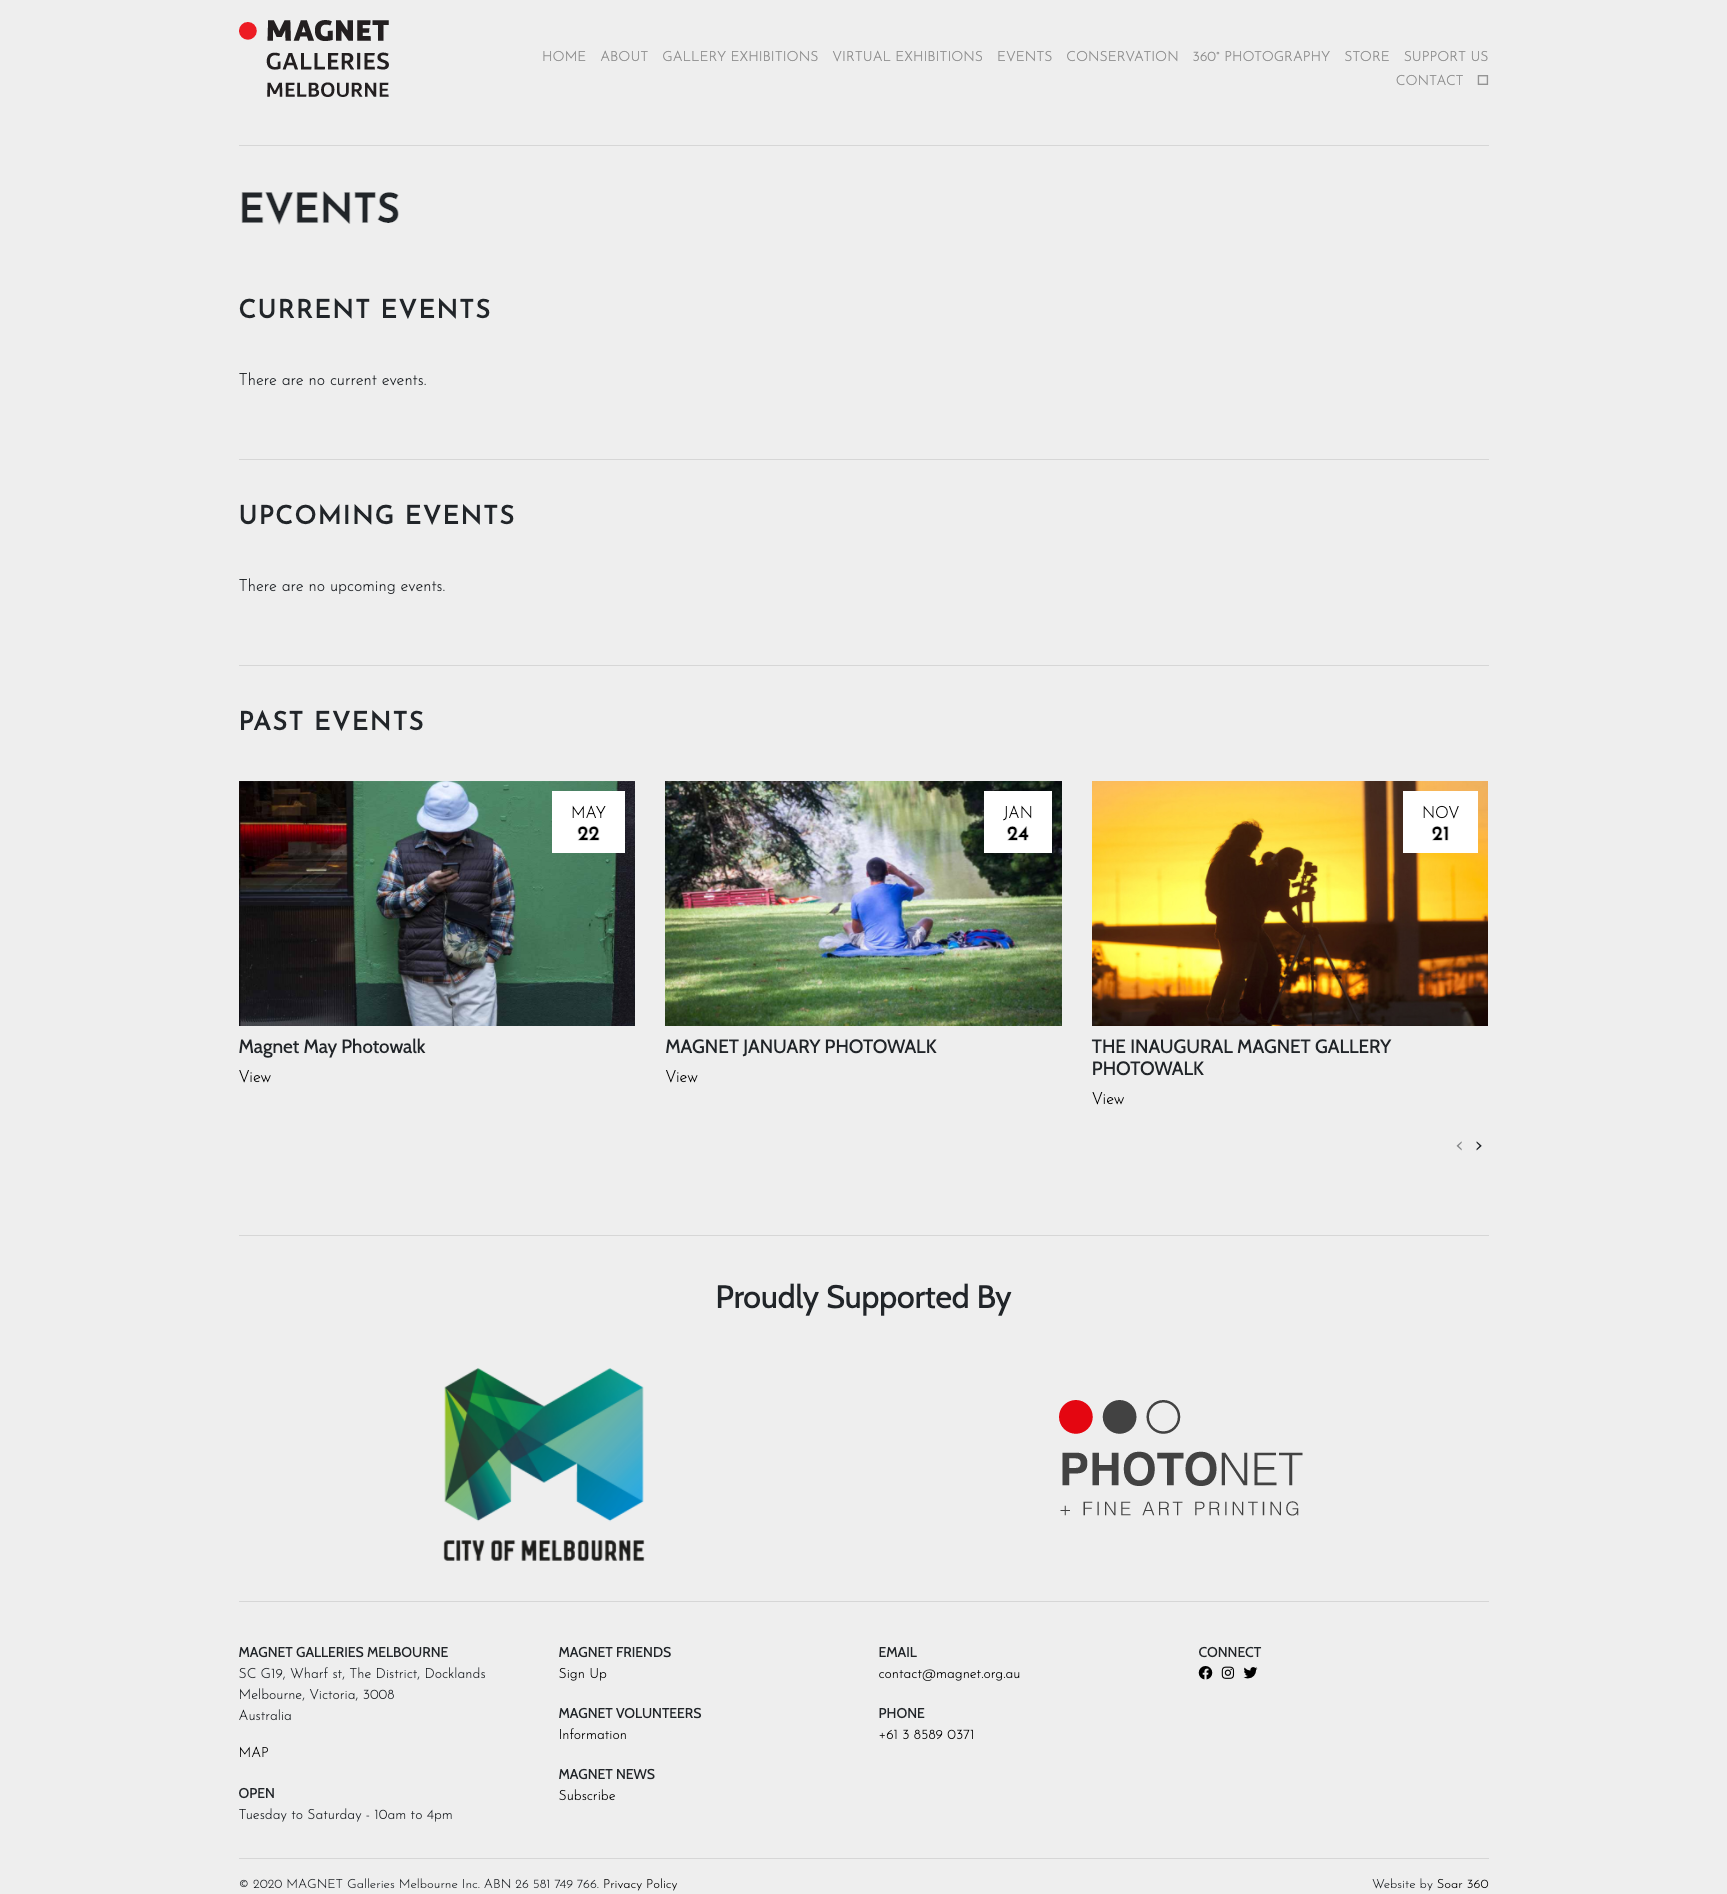 MAGNET
GALLERIES
MELBOURNE
HOME ABOUT GALLERY EXHIBITIONS VIRTUAL EXHIBITIONS EVENTS CONSERVATION 360° PHOTOGRAPHY STORE SUPPORT US
CONTACT
EVENTS
CURRENT EVENTS
There are no current events.
UPCOMING EVENTS
There are no upcoming events.
PAST EVENTS
MAY
22
Magnet May Photowalk
View
JAN
24
MAGNET JANUARY PHOTOWALK
View
NOV
21
THE INAUGURAL MAGNET GALLERY
PHOTOWALK
View
Proudly Supported By
CITY OF MELBOURNE
PHOTONET
+ FINE ART PRINTING
MAGNET GALLERIES MELBOURNE
SC G19, Wharf st, The District, Docklands
Melbourne, Victoria, 3008
Australia
MAP
OPEN
Tuesday to Saturday - 10am to 4pm
MAGNET FRIENDS
Sign Up
MAGNET VOLUNTEERS
Information
MAGNET NEWS
Subscribe
EMAIL
contact@magnet.org.au
PHONE
+61 3 8589 0371
CONNECT
© 2020 MAGNET Galleries Melbourne Inc. ABN 26 581 749 766. Privacy Policy
Website by Soar 360